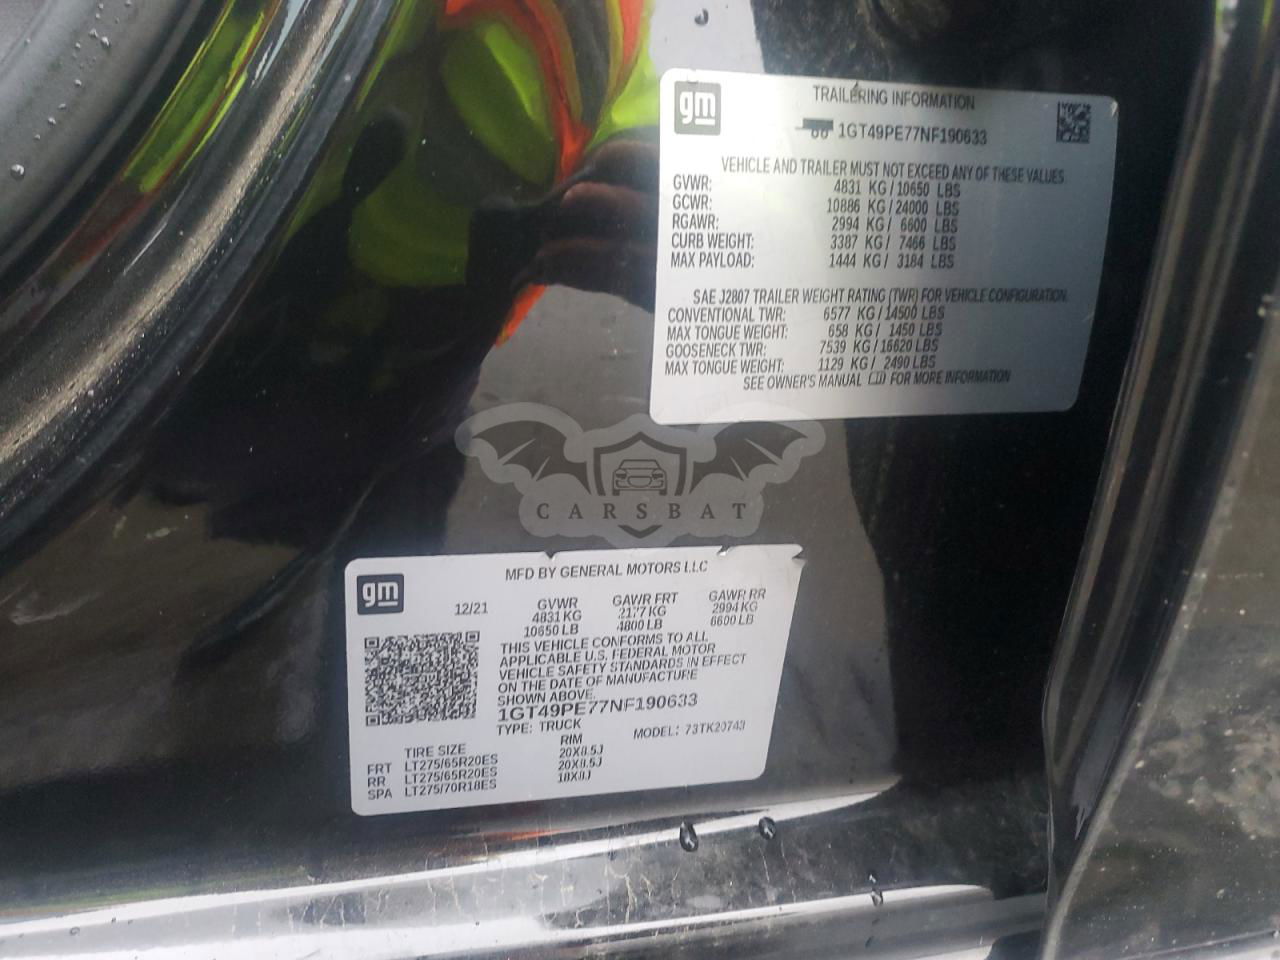 gm
TRAILERING INFORMATION
1GT49PE77NF190633
VEHICLE AND TRAILER MUST NOT EXCEED ANY OF THESE VALUES
GVWR: 4831 KG / 10650 LBS
GCWR: 10886 KG / 24000 LBS
RGAWR: 2994 KG / 6600 LBS
CURB WEIGHT: 3387 KG / 7466 LBS
MAX PAYLOAD: 1444 KG / 3184 LBS
SAE J2807 TRAILER WEIGHT RATING (TWR) FOR VEHICLE CONFIGURATION.
CONVENTIONAL TWR: 6577 KG / 14500 LBS
MAX TONGUE WEIGHT: 658 KG / 1450 LBS
GOOSENECK TWR: 7539 KG / 16620 LBS
MAX TONGUE WEIGHT: 1129 KG / 2490 LBS
SEE OWNER'S MANUAL FOR MORE INFORMATION
CARSBAT
gm
MFD BY GENERAL MOTORS LLC
12/21
GVWR GAWR FRT GAWR RR
4831 KG 2177 KG 2994 KG
10650 LB 4800 LB 6600 LB
THIS VEHICLE CONFORMS TO ALL
APPLICABLE U.S. FEDERAL MOTOR
VEHICLE SAFETY STANDARDS IN EFFECT
ON THE DATE OF MANUFACTURE
SHOWN ABOVE.
1GT49PE77NF190633
TYPE: TRUCK MODEL: 73TK20743
TIRE SIZE RIM
FRT LT275/65R20ES 20X8.5J
RR LT275/65R20ES 20X8.5J
SPA LT275/70R18ES 18X8J